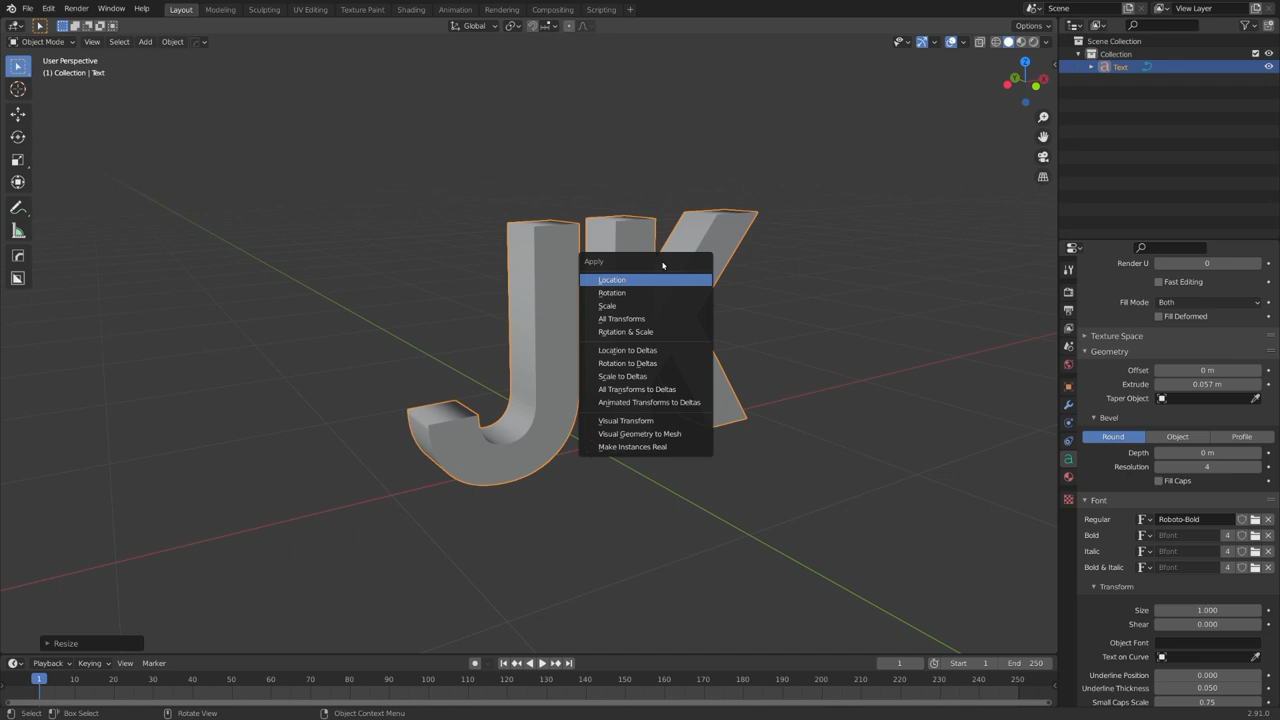 File Edit Render Window Help Layout Modeling Sculpting UV Editing Texture Paint Shading Animation Rendering Compositing Scripting + Scene View Layer
Global Options
Object Mode View Select Add Object
User Perspective
(1) Collection | Text
Scene Collection
Collection
Text
Z
Y
X
JK
Apply
Location
Rotation
Scale
All Transforms
Rotation & Scale
Location to Deltas
Rotation to Deltas
Scale to Deltas
All Transforms to Deltas
Animated Transforms to Deltas
Visual Transform
Visual Geometry to Mesh
Make Instances Real
Render U 0
Fast Editing
Fill Mode Both
Fill Deformed
Texture Space
Geometry
Offset 0 m
Extrude 0.057 m
Taper Object
Bevel
Round Object Profile
Depth 0 m
Resolution 4
Fill Caps
Font
Regular Roboto-Bold
Bold Bfont 4
Italic Bfont 4
Bold & Italic Bfont 4
Transform
Size 1.000
Shear 0.000
Object Font
Text on Curve
Underline Position 0.000
Underline Thickness 0.050
Small Caps Scale 0.75
Resize
Playback Keying View Marker 1 Start 1 End 250
1 10 20 30 40 50 60 70 80 90 100 110 120 130 140 150 160 170 180 190 200 210 220 230 240 250
Select Box Select Rotate View Object Context Menu 2.91.0